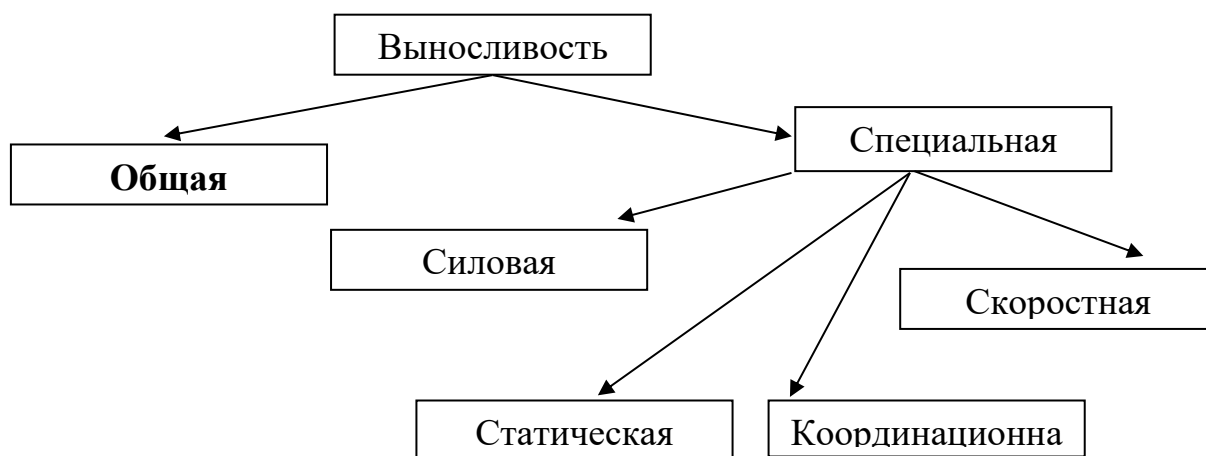 Выносливость
Специальная
Общая
Силовая
Скоростная
Статическая
Координационна